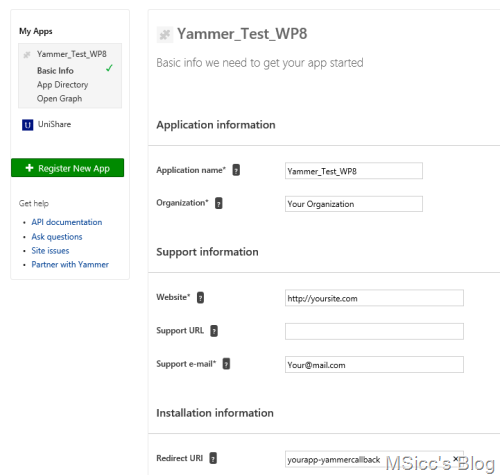 My Apps
Yammer_Test_WP8
Basic Info
App Directory
Open Graph
U UniShare
Register New App
Get help
API documentation
Ask questions
Site issues
Partner with Yammer
Yammer_Test_WP8
Basic info we need to get your app started
Application information
Application name* ? Yammer_Test_WP8
Organization* ? Your Organization
Support information
Website* ? http://yoursite.com
Support URL ?
Support e-mail* ? Your@mail.com
Installation information
Redirect URI ? yourapp-yammercallback
MSicc's Blog